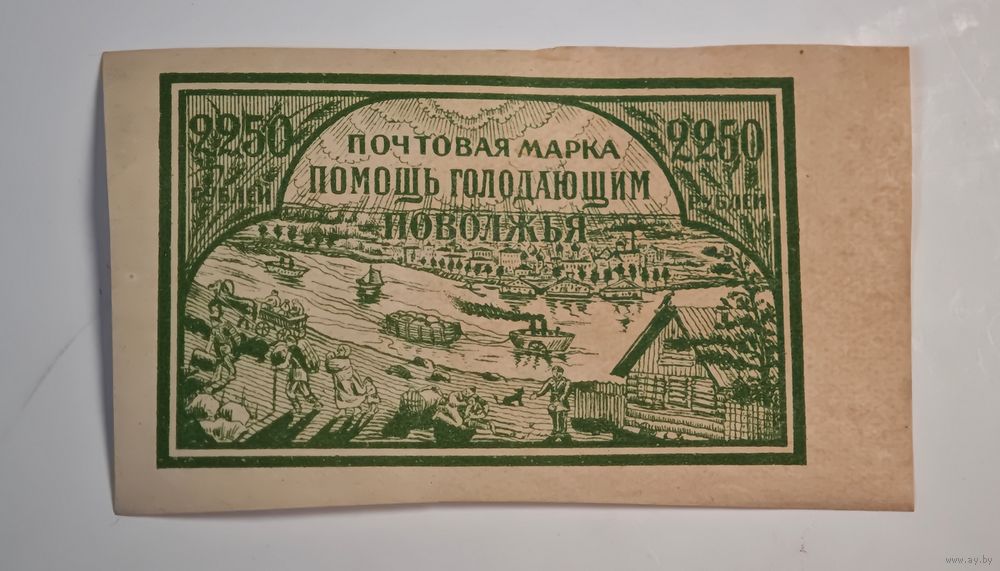 2250
РУБЛЕЙ
ПОЧТОВАЯ МАРКА
ПОМОЩЬ ГОЛОДАЮЩИМ
ПОВОЛЖЬЯ
2250
РУБЛЕЙ
www.ay.by